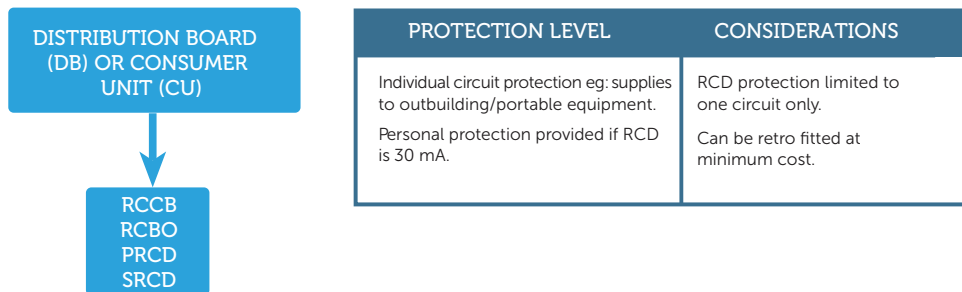 DISTRIBUTION BOARD
(DB) OR CONSUMER
UNIT (CU)
RCCB
RCBO
PRCD
SRCD
PROTECTION LEVEL
CONSIDERATIONS
Individual circuit protection eg: supplies
to outbuilding/portable equipment.
Personal protection provided if RCD
is 30 mA.
RCD protection limited to
one circuit only.
Can be retro fitted at
minimum cost.